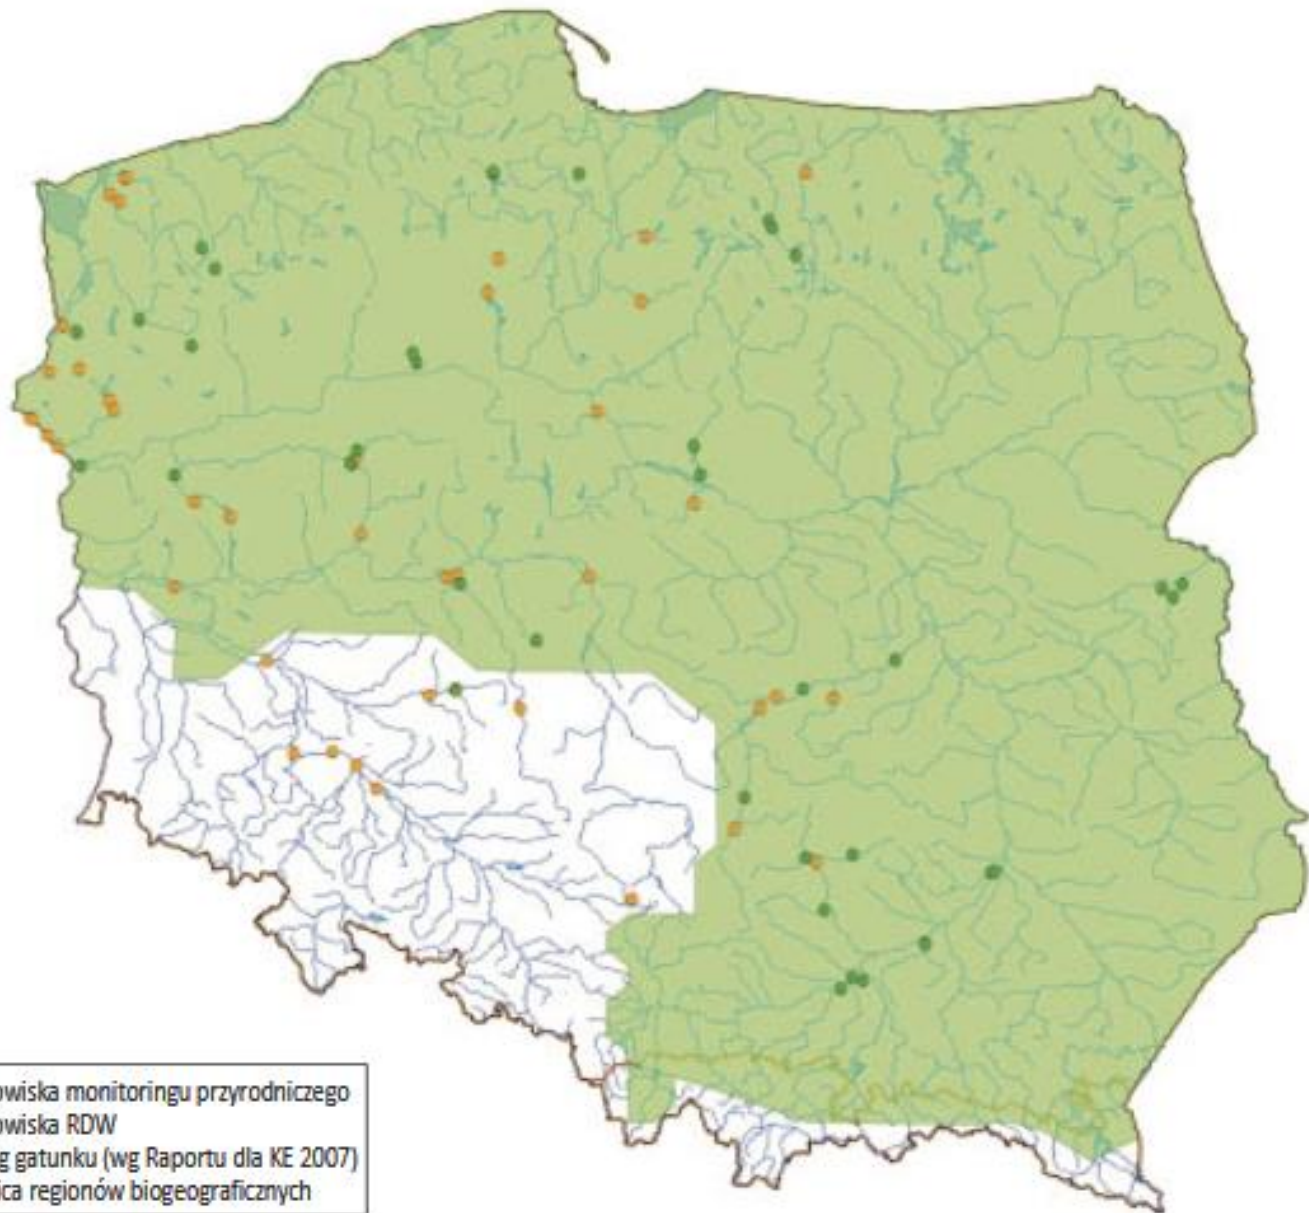 owiska monitoringu przyrodniczego
owiska RDW
g gatunku (wg Raportu dla KE 2007)
ica regionów biogeograficznych